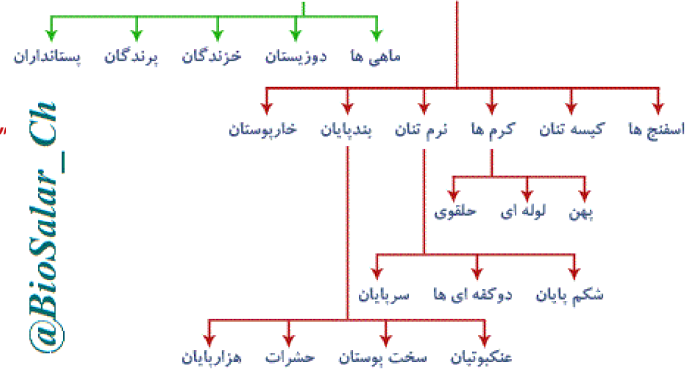 ماهی ها دوزیستان خزندگان پرندگان پستانداران
اسفنج ها کیسه تنان کرم ها نرم تنان بندپایان خارپوستان
پهن لوله ای حلقوی
شکم پایان دوکفه ای ها سرپایان
عنکبوتیان سخت پوستان حشرات هزارپایان
@BioSalar_Ch